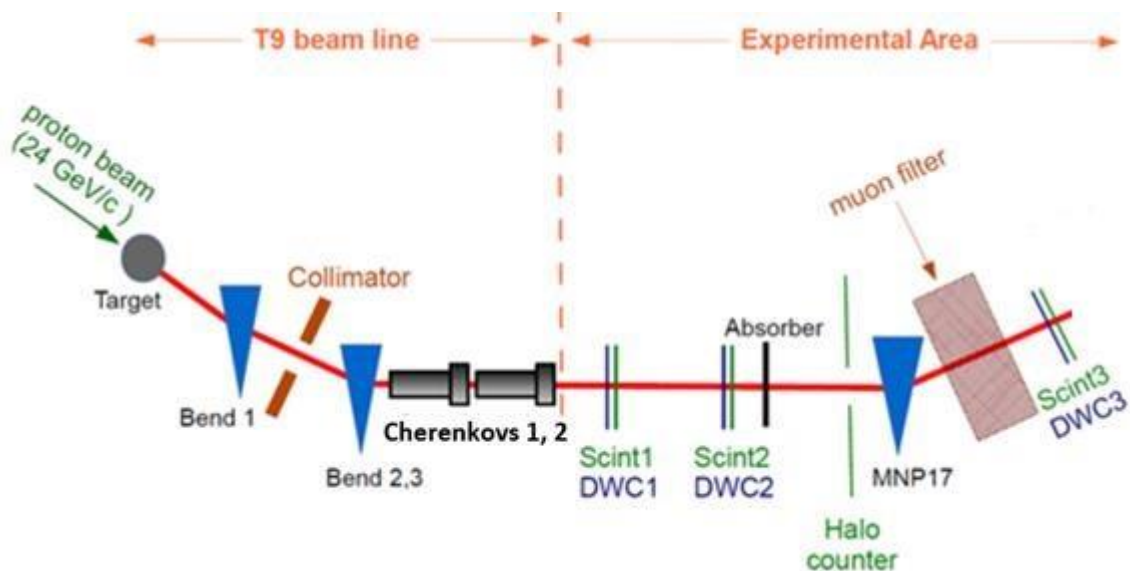 T9 beam line
Experimental Area
proton beam
(24 GeV/c )
Target
Bend 1
Collimator
Bend 2,3
Cherenkovs 1, 2
Scint1
DWC1
Scint2
DWC2
Absorber
Halo
counter
MNP17
muon filter
Scint3
DWC3